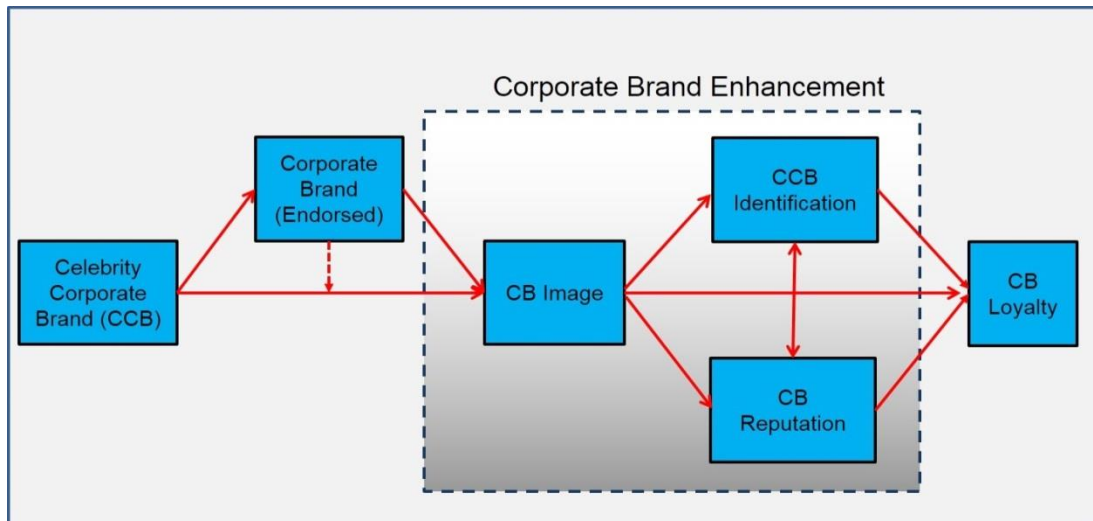 Corporate Brand Enhancement
Corporate
Brand
(Endorsed)
CCB
Identification
Celebrity
Corporate
Brand (CCB)
CB Image
CB
Loyalty
CB
Reputation